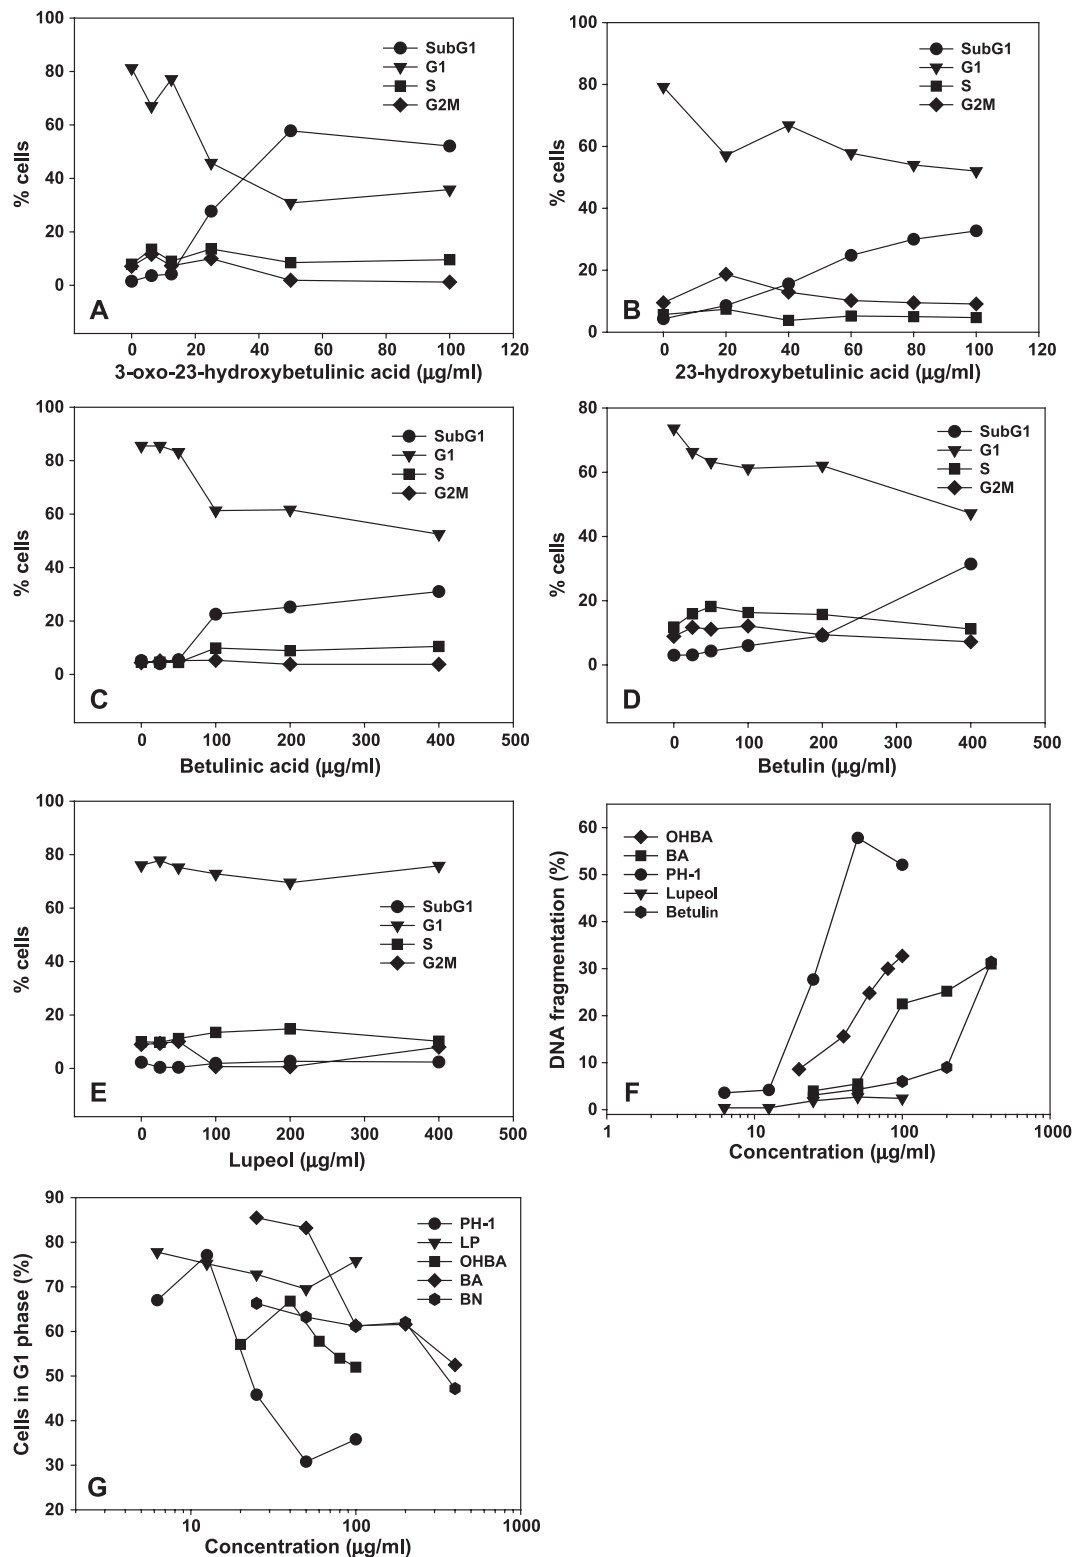 100
80
60
40
20
0
% cells
SubG1
G1
S
G2M
A
0 20 40 60 80 100 120
3-oxo-23-hydroxybetulinic acid (μg/ml)
100
80
60
40
20
0
% cells
SubG1
G1
S
G2M
B
0 20 40 60 80 100 120
23-hydroxybetulinic acid (μg/ml)
100
80
60
40
20
0
% cells
SubG1
G1
S
G2M
C
0 100 200 300 400 500
Betulinic acid (μg/ml)
80
60
40
20
0
% cells
SubG1
G1
S
G2M
D
0 100 200 300 400 500
Betulin (μg/ml)
100
80
60
40
20
0
% cells
SubG1
G1
S
G2M
E
0 100 200 300 400 500
Lupeol (μg/ml)
60
50
40
30
20
10
0
DNA fragmentation (%)
OHBA
BA
PH-1
Lupeol
Betulin
F
1 10 100 1000
Concentration (μg/ml)
90
80
70
60
50
40
30
20
Cells in G1 phase (%)
PH-1
LP
OHBA
BA
BN
G
10 100 1000
Concentration (μg/ml)